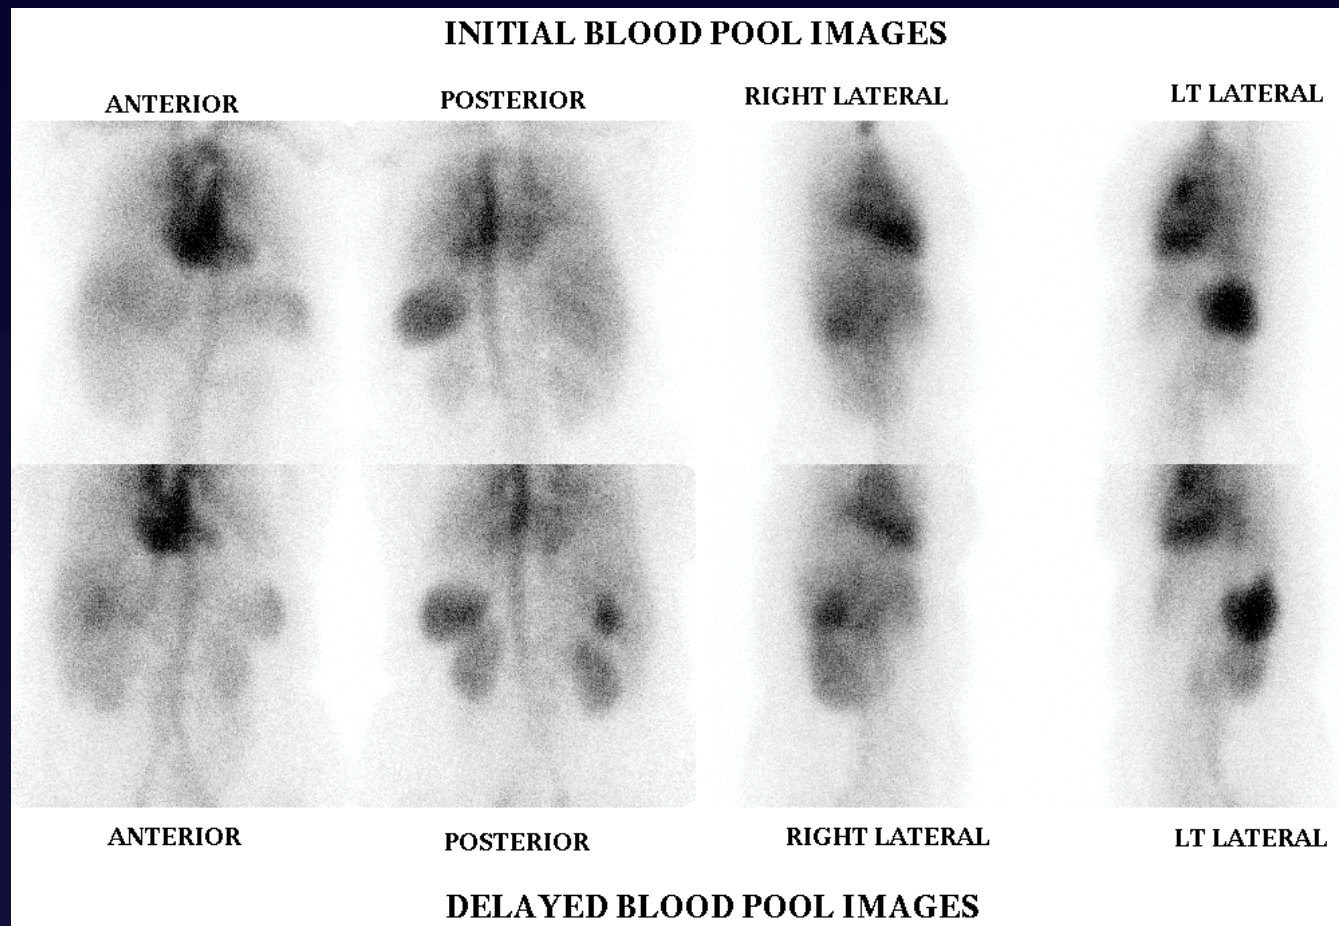 INITIAL BLOOD POOL IMAGES
ANTERIOR
POSTERIOR
RIGHT LATERAL
LT LATERAL
ANTERIOR
POSTERIOR
RIGHT LATERAL
LT LATERAL
DELAYED BLOOD POOL IMAGES